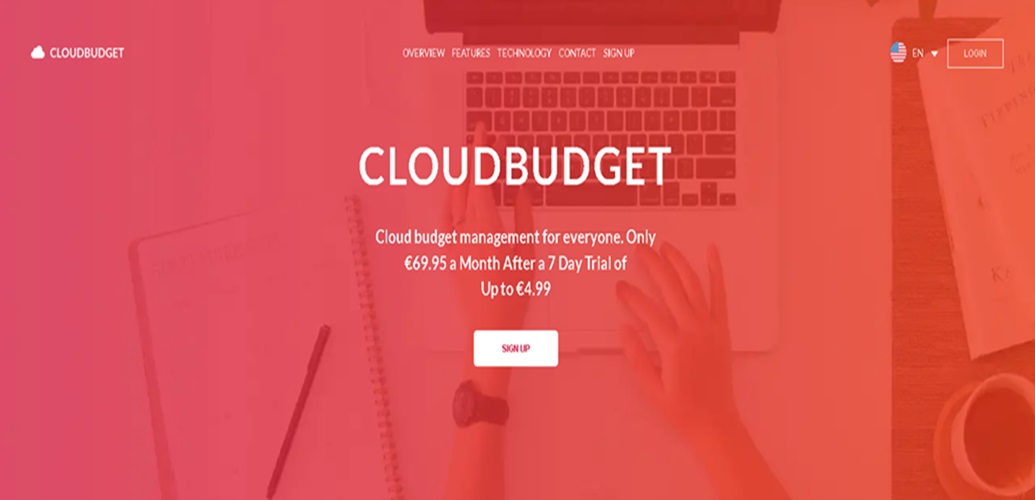 CLOUDBUDGET
OVERVIEW FEATURES TECHNOLOGY CONTACT SIGN UP
EN
LOGIN
CLOUDBUDGET
Cloud budget management for everyone. Only
€69.95 a Month After a 7 Day Trial of
Up to €4.99
SIGN UP